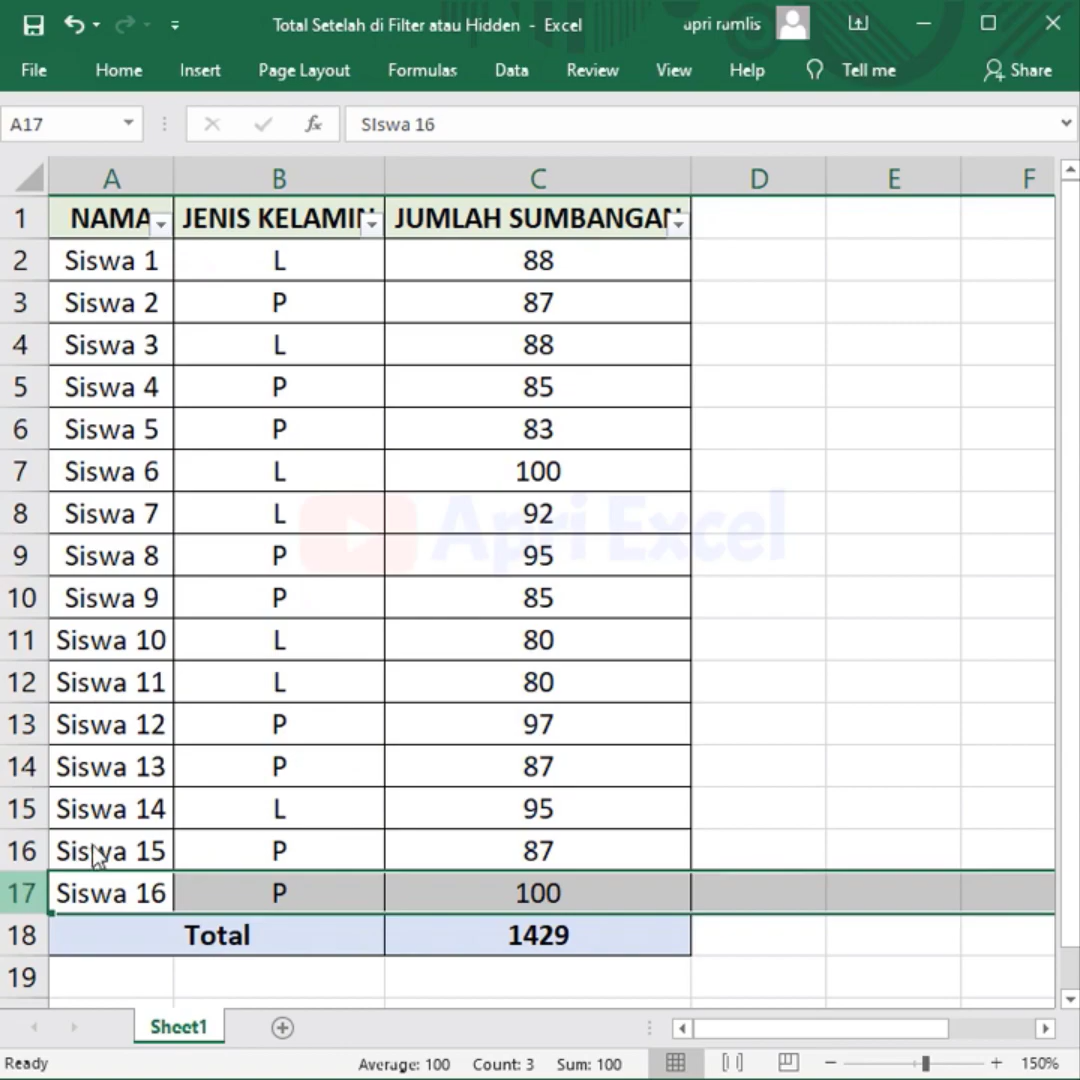 Total Setelah di Filter atau Hidden - Excel
apri ramlis
File Home Insert Page Layout Formulas Data Review View Help Tell me Share
A17 fx SIswa 16
A B C D E F
1 NAMA JENIS KELAMIN JUMLAH SUMBANGAN
2 Siswa 1 L 88
3 Siswa 2 P 87
4 Siswa 3 L 88
5 Siswa 4 P 85
6 Siswa 5 P 83
7 Siswa 6 L 100
8 Siswa 7 L 92
Apri Excel
9 Siswa 8 P 95
10 Siswa 9 P 85
11 Siswa 10 L 80
12 Siswa 11 L 80
13 Siswa 12 P 97
14 Siswa 13 P 87
15 Siswa 14 L 95
16 Siswa 15 P 87
17 Siswa 16 P 100
18 Total 1429
19
Sheet1
Ready Average: 100 Count: 3 Sum: 100 150%